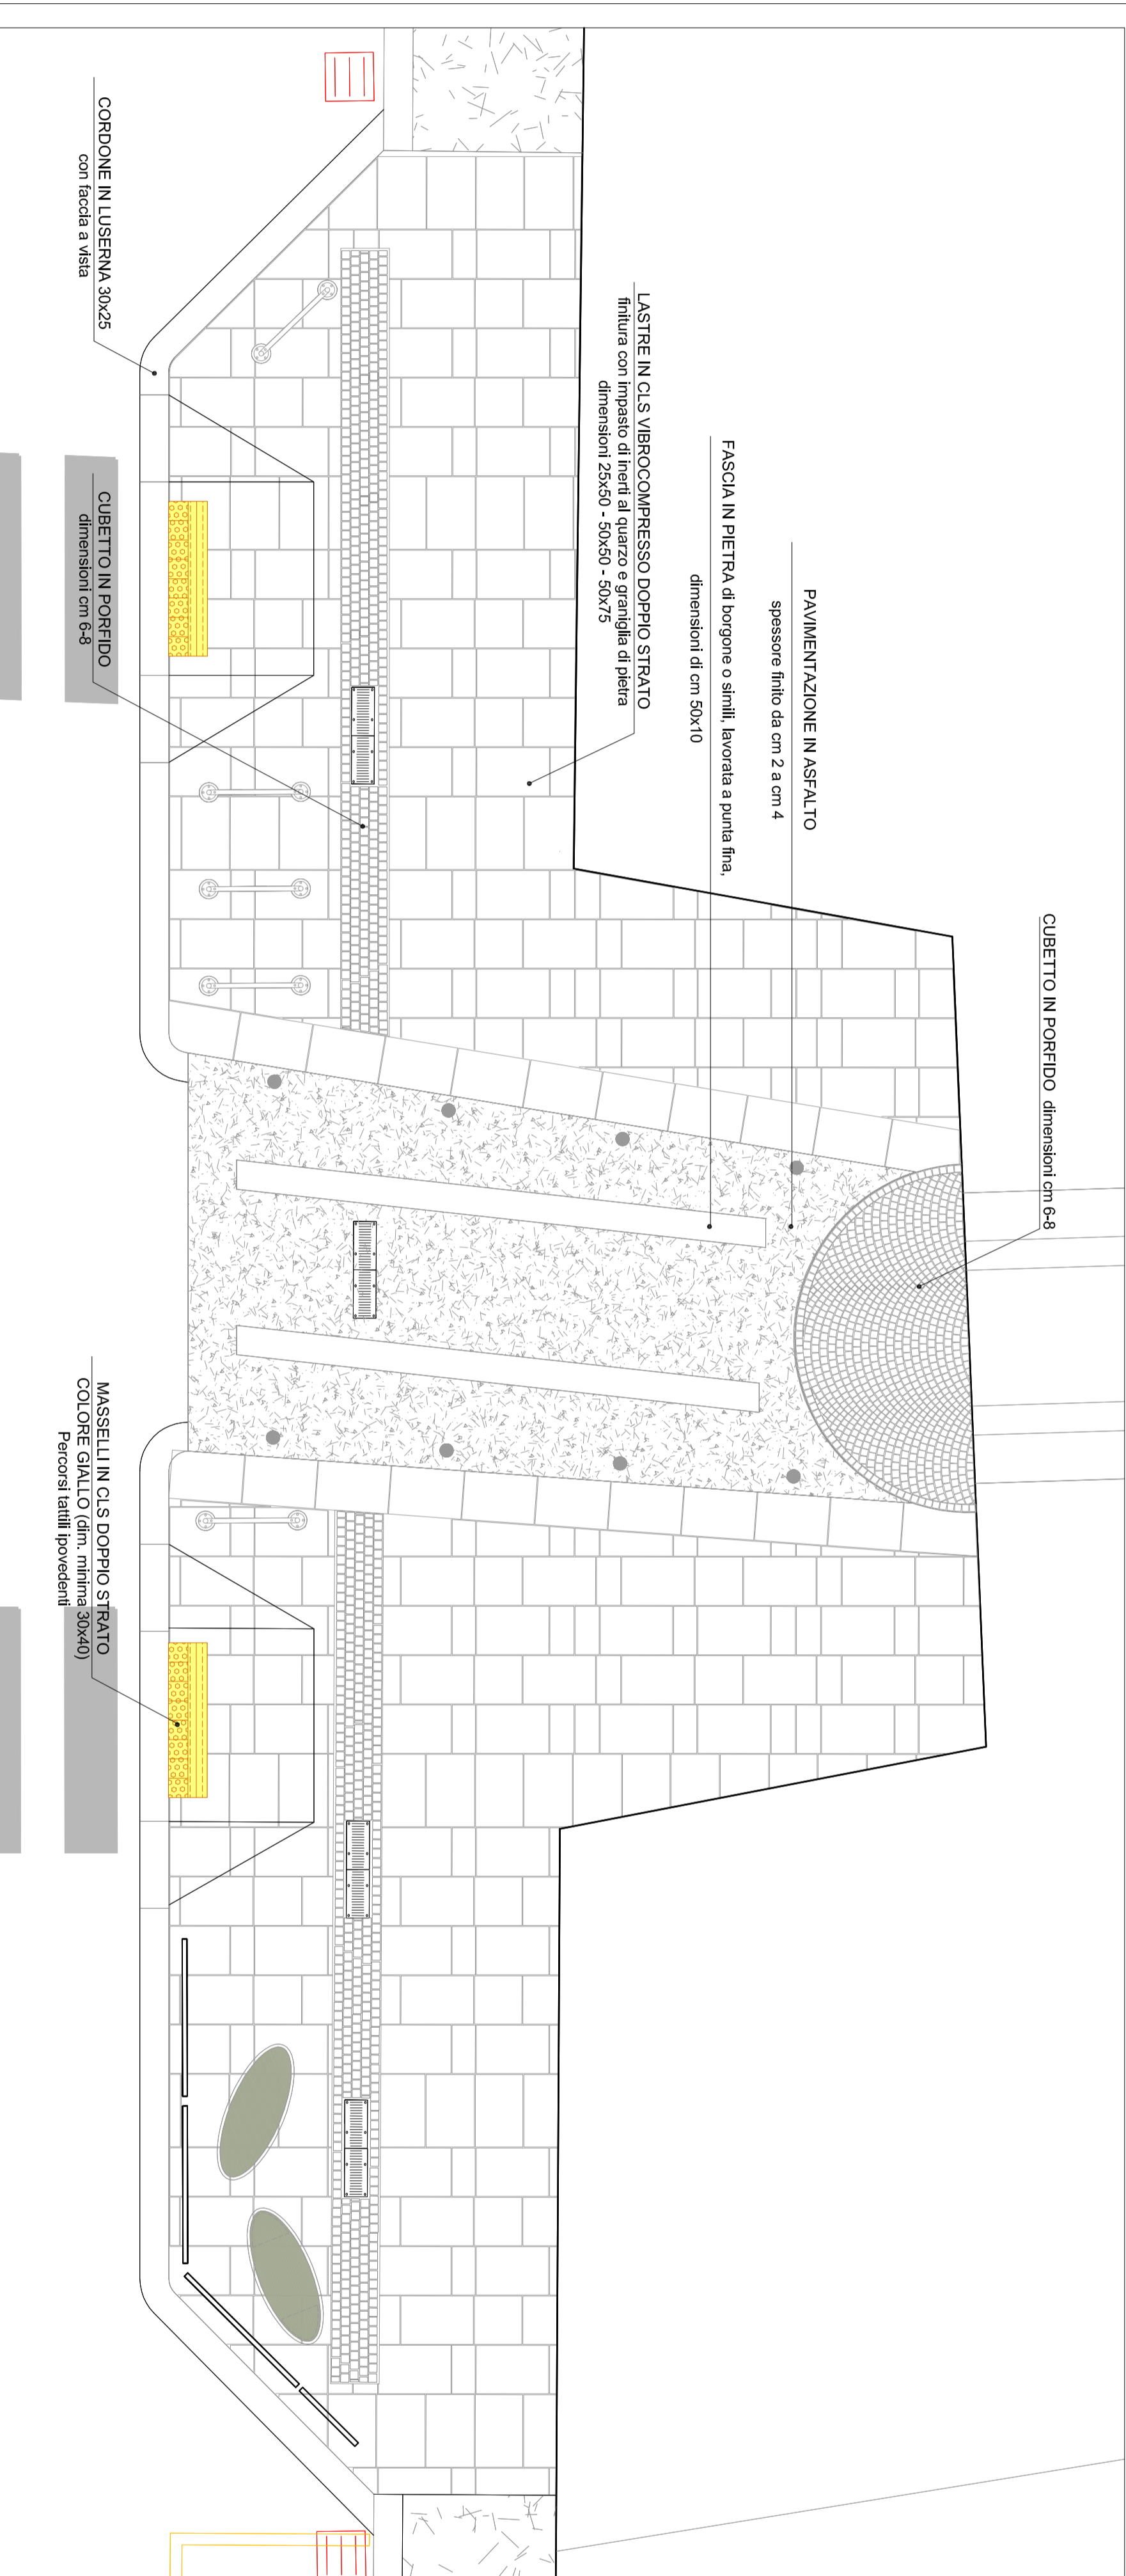 CUBETTO IN PORFIDO dimensioni cm 6-8
PAVIMENTAZIONE IN ASFALTO
spessore finito da cm 2 a cm 4
FASCIA IN PIETRA di borgone o simili, lavorata a punta fina,
dimensioni di cm 50x10
LASTRE IN CLS VIBROCOMPRESSO DOPPIO STRATO
finitura con impasto di inerti al quarzo e graniglia di pietra
dimensioni 25x50 - 50x50 - 50x75
CORDONE IN LUSERNA 30x25
con faccia a vista
CUBETTO IN PORFIDO
dimensioni cm 6-8
MASSELLI IN CLS DOPPIO STRATO
COLORE GIALLO (dim. minima 30x40)
Percorsi tattili ipovedenti